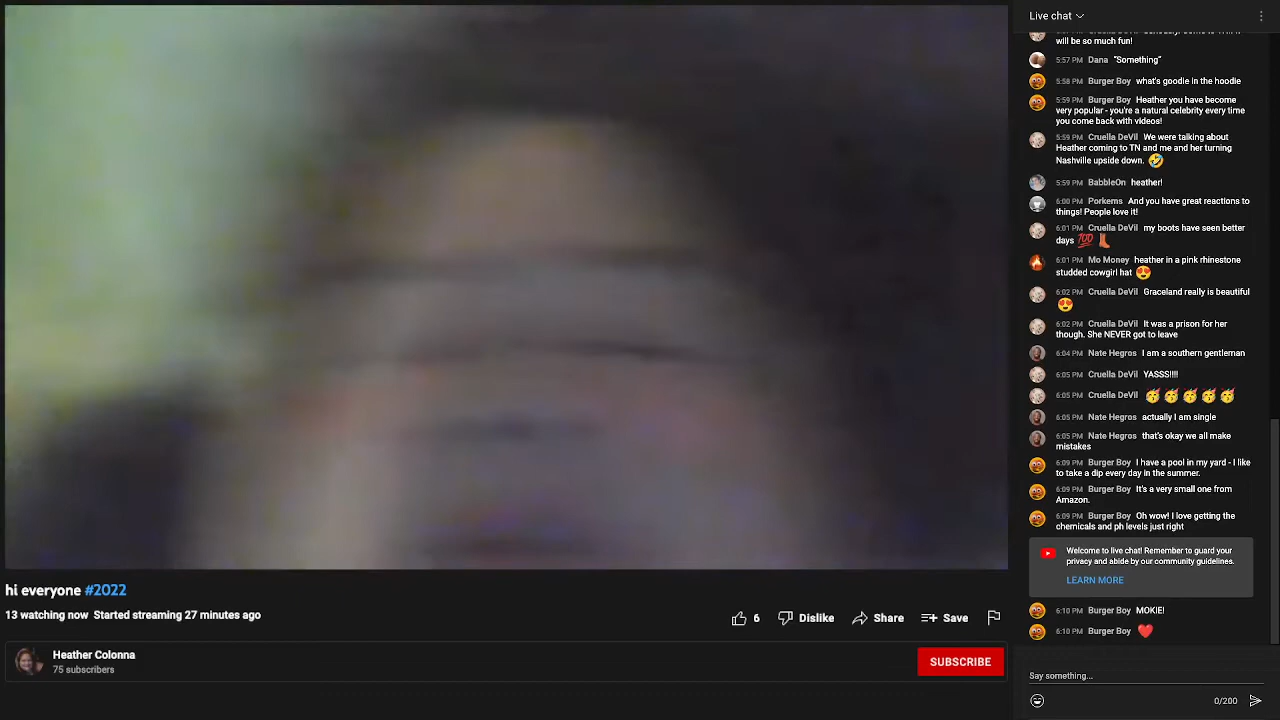 Live chat
will be so much fun!
5:57 PM Dana "Something"
5:58 PM Burger Boy what's goodie in the hoodie
5:59 PM Burger Boy Heather you have become
very popular - you're a natural celebrity every time
you come back with videos!
Cruella DeVil We were talking about
Heather coming to TN and me and her turning
Nashville upside down. 🤣
5:59 PM BabbleOn heather!
6:00 PM Porkems And you have great reactions to
things! People love it!
6:01 PM Cruella DeVil my boots have seen better
days 💯 👢
6:01 PM Mo Money heather in a pink rhinestone
studded cowgirl hat 😍
6:02 PM Cruella DeVil Graceland really is beautiful
😍
6:02 PM Cruella DeVil It was a prison for her
though. She NEVER got to leave
6:04 PM Nate Hegros I am a southern gentleman
6:05 PM Cruella DeVil YASSS!!!!
6:05 PM Cruella DeVil 🥳 🥳 🥳 🥳 🥳
6:05 PM Nate Hegros actually I am single
6:05 PM Nate Hegros that's okay we all make
mistakes
6:09 PM Burger Boy I have a pool in my yard - I like
to take a dip every day in the summer.
6:09 PM Burger Boy It's a very small one from
Amazon.
6:09 PM Burger Boy Oh wow! I love getting the
chemicals and ph levels just right
Welcome to live chat! Remember to guard your
privacy and abide by our community guidelines.
LEARN MORE
6:10 PM Burger Boy MOKIE!
6:10 PM Burger Boy ❤️
Say something...
0/200
hi everyone #2022
13 watching now Started streaming 27 minutes ago
6 Dislike Share Save
Heather Colonna
75 subscribers
SUBSCRIBE